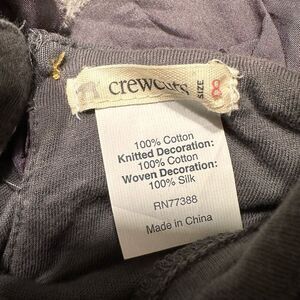 crewcuts
SIZE 8
100% Cotton
Knitted Decoration:
100% Cotton
Woven Decoration:
100% Silk
RN77388
Made in China